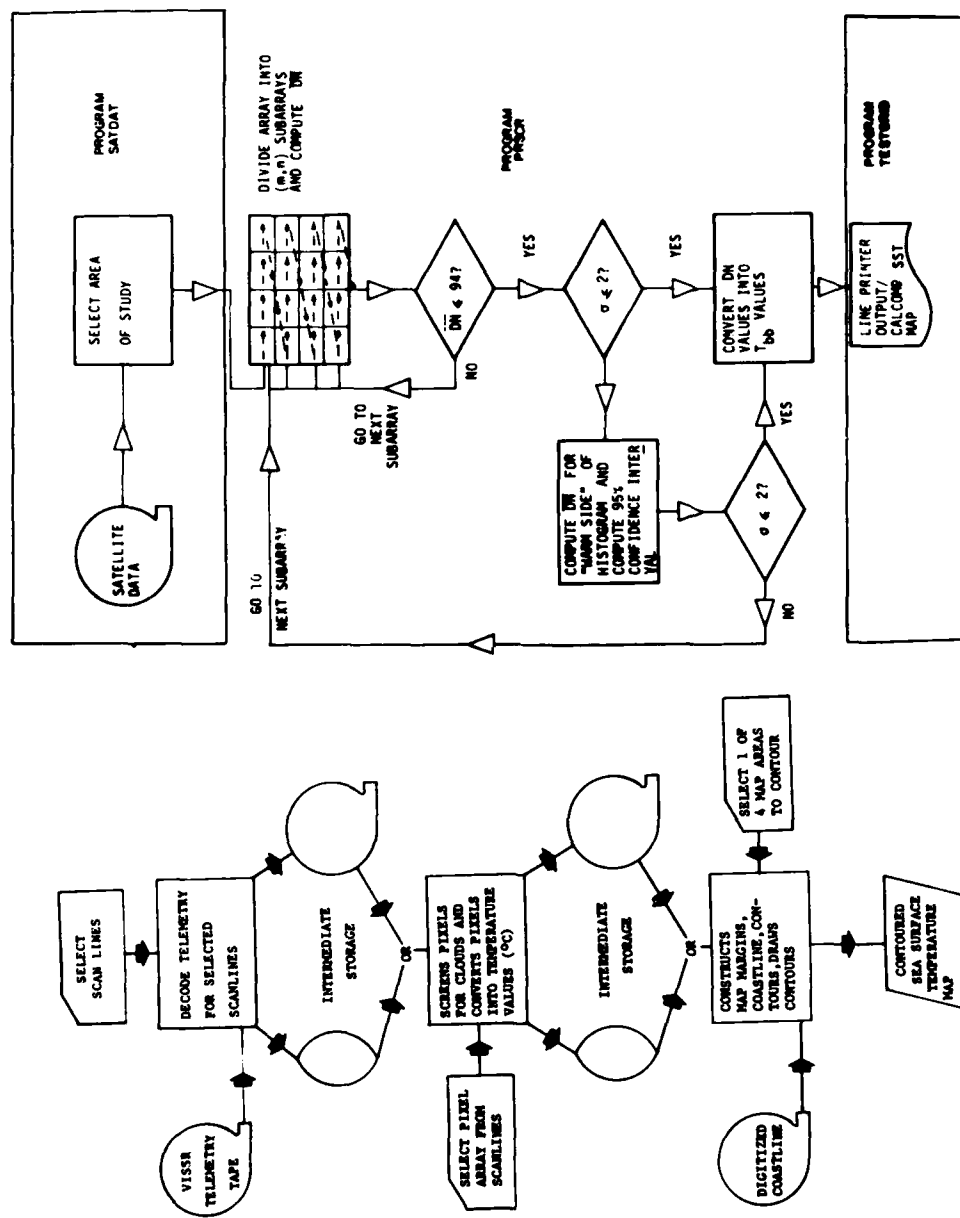 SELECT
SCAN LINES
VISSR
TELEMETRY
TAPE
DECODE TELEMETRY
FOR SELECTED
SCANLINES
INTERMEDIATE
STORAGE
OR
SELECT PIXEL
ARRAY FROM
SCANLINES
SCREENS PIXELS
FOR CLOUDS AND
CONVERTS PIXELS
INTO TEMPERATURE
VALUES (°C)
INTERMEDIATE
STORAGE
OR
SELECT 1 OF
4 MAP AREAS
TO CONTOUR
DIGITIZED
COASTLINE
CONSTRUCTS
MAP MARGINS,
COASTLINE,CON-
TOURS,DRAWS
CONTOURS
CONTOURED
SEA SURFACE
TEMPERATURE
MAP
PROGRAM
SATDAT
SATELLITE
DATA
SELECT AREA
OF STUDY
DIVIDE ARRAY INTO
(m,n) SUBARRAYS
AND COMPUTE D̅N̅
GO TO
NEXT SUBARRAY
GO TO
NEXT
SUBARRAY
PROGRAM
PRSCR
D̅N̅ ≤ 94?
NO
YES
σ ≤ 2?
YES
COMPUTE D̅N̅ FOR
"WARM SIDE" OF
HISTOGRAM AND
COMPUTE 95%
CONFIDENCE INTER_
VAL
σ ≤ 2?
NO
YES
CONVERT DN
VALUES INTO
Tbb VALUES
PROGRAM
TESTGRID
LINE PRINTER
OUTPUT/
CALCOMP SST
MAP